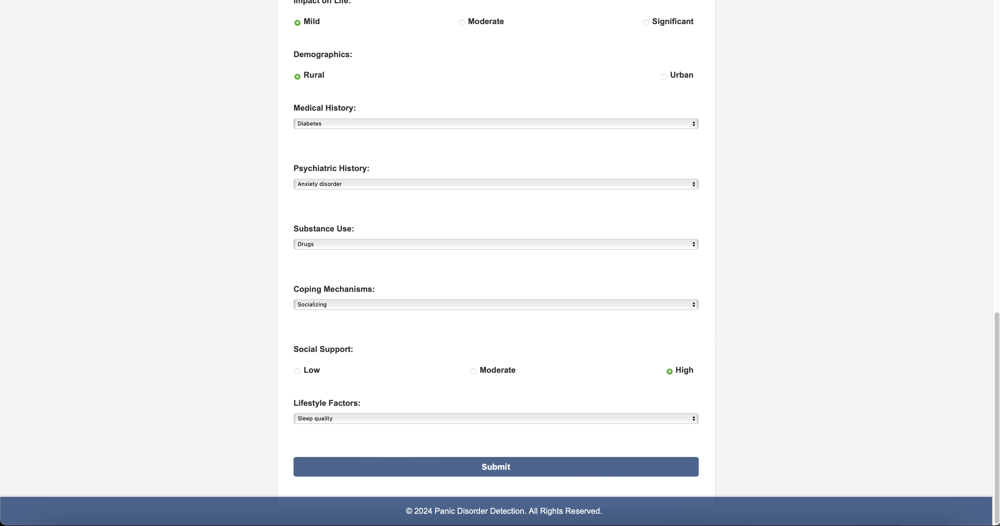 Impact on Life:
Mild Moderate Significant
Demographics:
Rural Urban
Medical History:
Diabetes
Psychiatric History:
Anxiety disorder
Substance Use:
Drugs
Coping Mechanisms:
Socializing
Social Support:
Low Moderate High
Lifestyle Factors:
Sleep quality
Submit
© 2024 Panic Disorder Detection. All Rights Reserved.